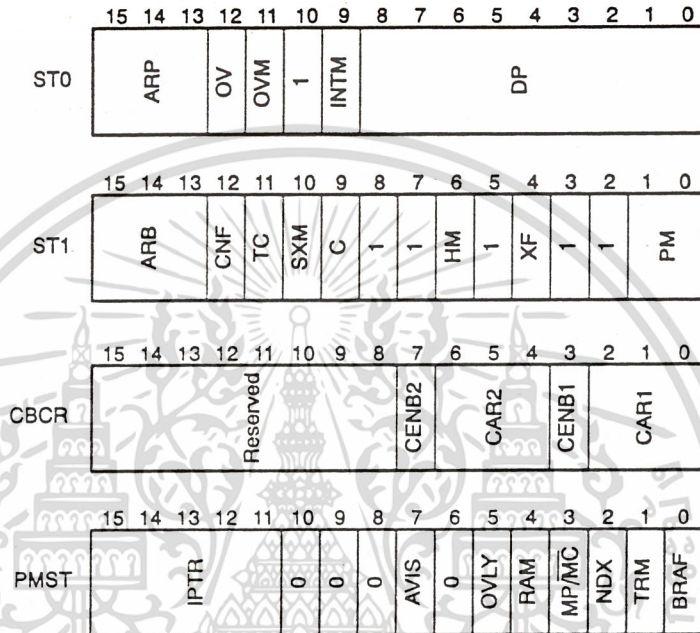 15 14 13 12 11 10 9 8 7 6 5 4 3 2 1 0
ST0 ARP OV OVM 1 INTM DP
15 14 13 12 11 10 9 8 7 6 5 4 3 2 1 0
ST1 ARB CNF TC SXM C 1 1 HM 1 XF 1 1 PM
15 14 13 12 11 10 9 8 7 6 5 4 3 2 1 0
CBCR Reserved CENB2 CAR2 CENB1 CAR1
15 14 13 12 11 10 9 8 7 6 5 4 3 2 1 0
PMST IPTR 0 0 0 AVIS 0 OVLY RAM MP/M̅C̅ NDX TRM BRAF